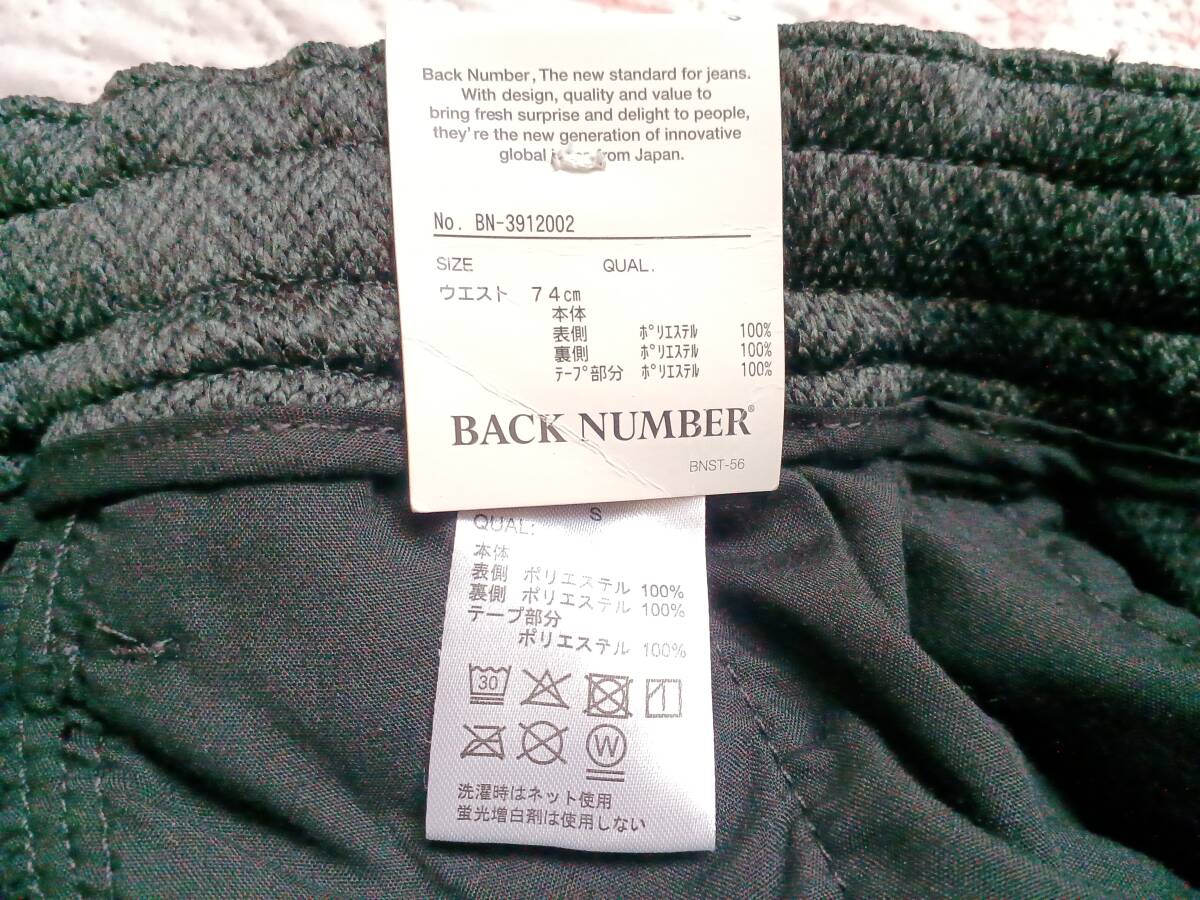 Back Number, The new standard for jeans.
With design, quality and value to
bring fresh surprise and delight to people,
they're the new generation of innovative
global from Japan.
No. BN-3912002
SIZE QUAL.
ウエスト 74cm
本体
表側 ﾎﾟﾘｴｽﾃﾙ 100%
裏側 ﾎﾟﾘｴｽﾃﾙ 100%
ﾃｰﾌﾟ部分 ﾎﾟﾘｴｽﾃﾙ 100%
BACK NUMBER®
BNST-56
S
QUAL:
本体
表側 ポリエステル 100%
裏側 ポリエステル 100%
テープ部分
ポリエステル 100%
30
W
洗濯時はネット使用
蛍光増白剤は使用しない